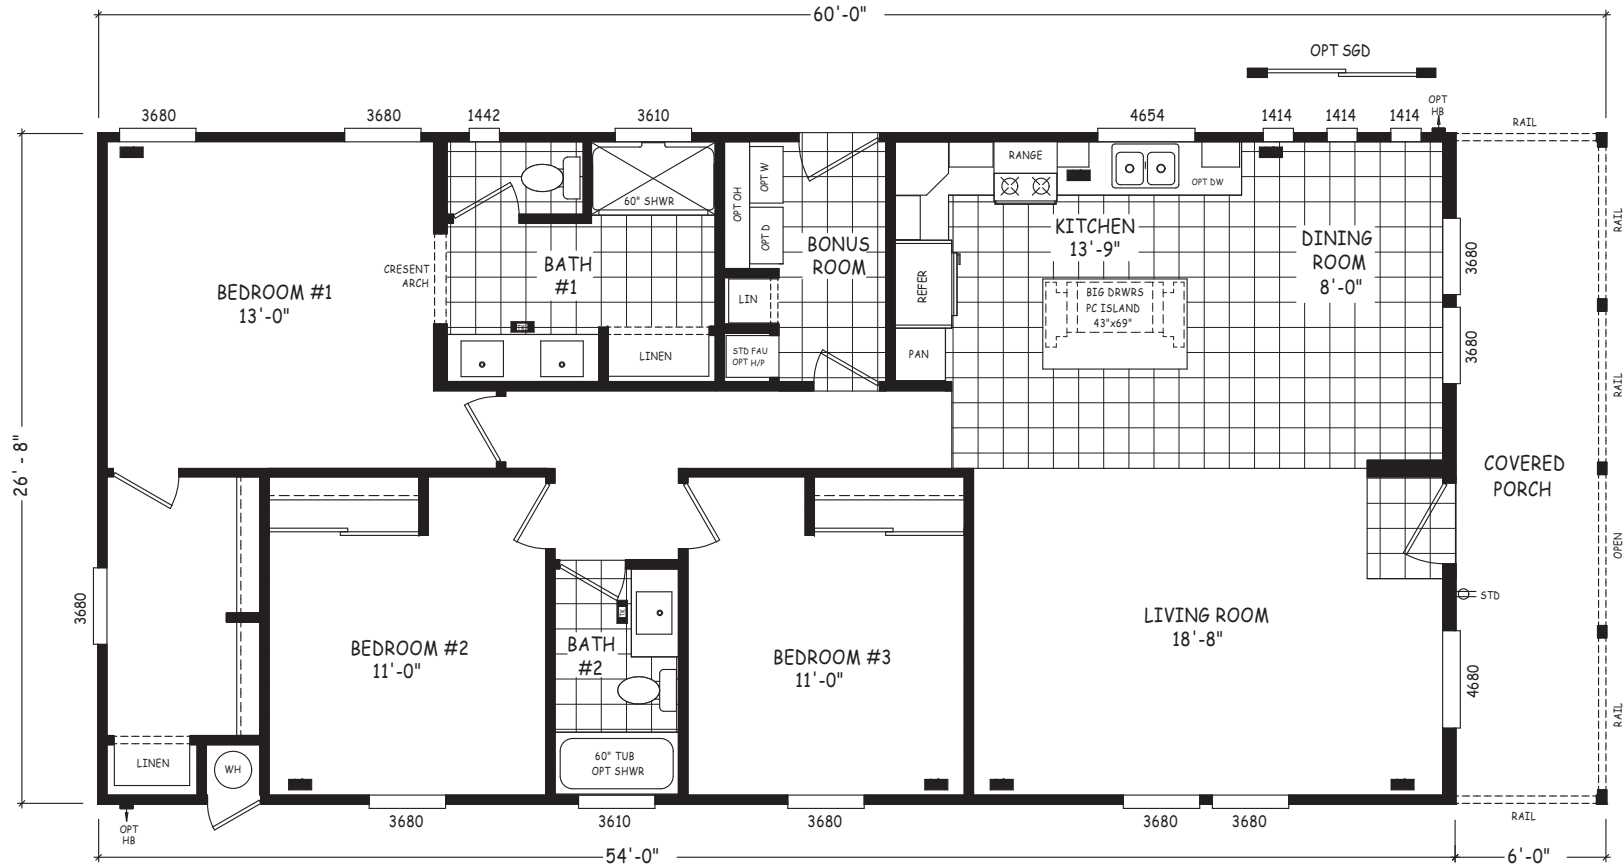 60'-0"
OPT SGD
3680
3680
1442
3610
4654
1414
1414
1414
OPT
HB
RAIL
RANGE
OPT DW
60" SHWR
OPT OH
OPT W
OPT D
BONUS
ROOM
KITCHEN
13'-9"
DINING
ROOM
8'-0"
3680
RAIL
CRESENT
ARCH
BATH
#1
BEDROOM #1
13'-0"
REFER
LIN
BIG DRWRS
PC ISLAND
43"x69"
LINEN
STD FAU
OPT H/P
PAN
3680
RAIL
26' - 8"
COVERED
PORCH
OPEN
3680
STD
LIVING ROOM
18'-8"
BEDROOM #2
11'-0"
BATH
#2
BEDROOM #3
11'-0"
4680
RAIL
LINEN
WH
60" TUB
OPT SHWR
OPT
HB
3680
3610
3680
3680
3680
RAIL
54'-0"
6'-0"